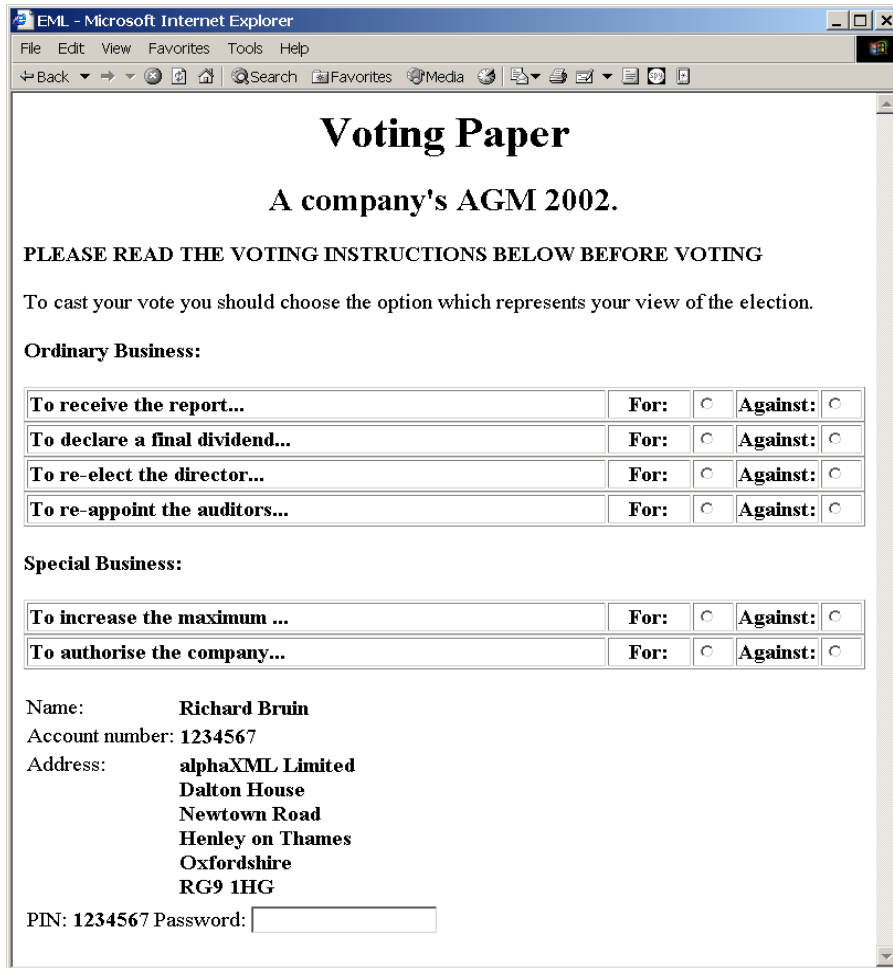 EML - Microsoft Internet Explorer
File Edit View Favorites Tools Help
Back Search Favorites Media
Voting Paper
A company's AGM 2002.
PLEASE READ THE VOTING INSTRUCTIONS BELOW BEFORE VOTING
To cast your vote you should choose the option which represents your view of the election.
Ordinary Business:
To receive the report... For: Against:
To declare a final dividend... For: Against:
To re-elect the director... For: Against:
To re-appoint the auditors... For: Against:
Special Business:
To increase the maximum ... For: Against:
To authorise the company... For: Against:
Name: Richard Bruin
Account number: 1234567
Address: alphaXML Limited
Dalton House
Newtown Road
Henley on Thames
Oxfordshire
RG9 1HG
PIN: 1234567 Password: